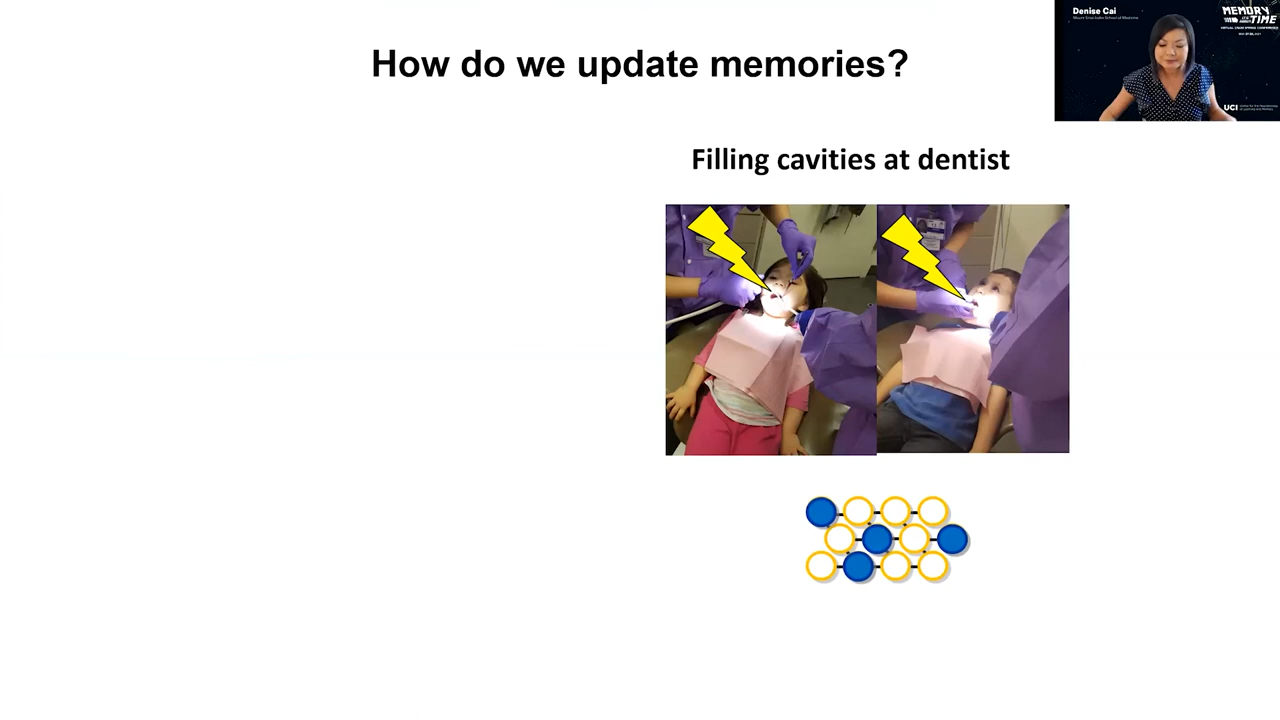 How do we update memories?
Denise Cai
Mount Sinai Icahn School of Medicine
MEMORY
TIME
Filling cavities at dentist
UCI